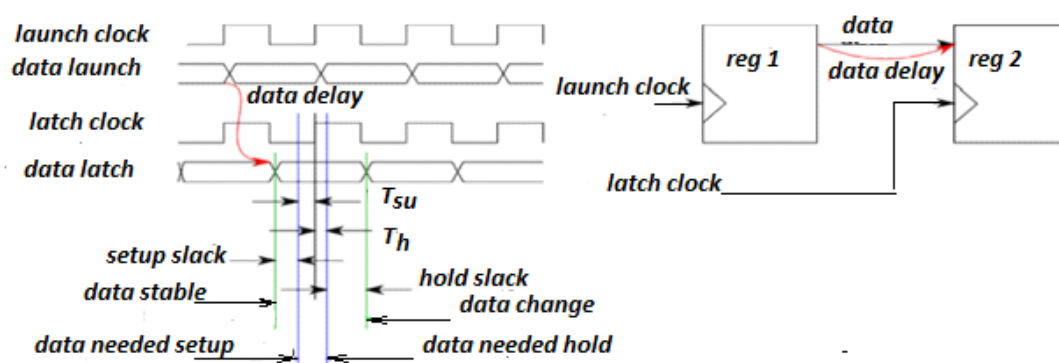 launch clock
data launch
data delay
latch clock
data latch
Tsu
Th
setup slack
hold slack
data stable
data change
data needed setup
data needed hold
data
reg 1
reg 2
data delay
launch clock
latch clock